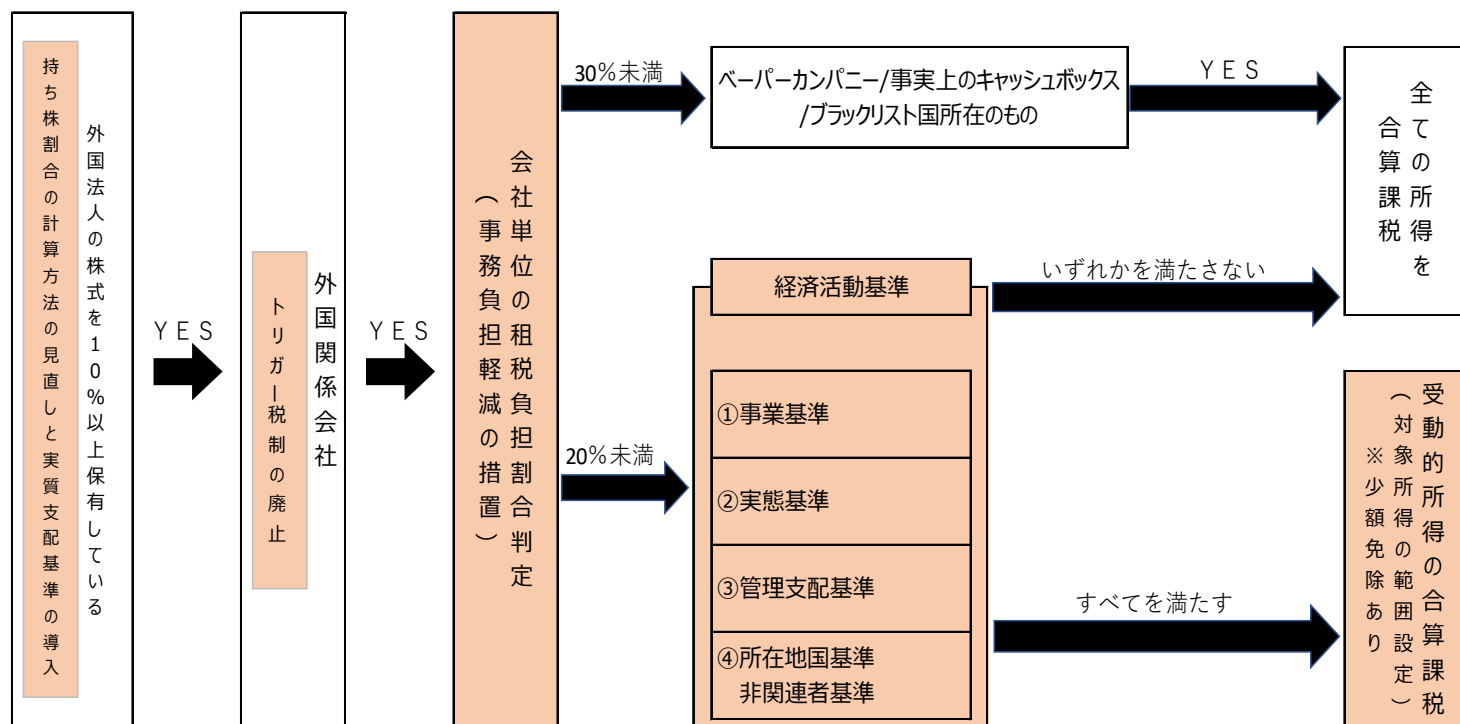 外国法人の株式を10%以上保有している
持ち株割合の計算方法の見直しと実質支配基準の導入
YES
外国関係会社
トリガー税制の廃止
YES
会社単位の租税負担割合判定
（事務負担軽減の措置）
30%未満
ペーパーカンパニー/事実上のキャッシュボックス
/ブラックリスト国所在のもの
YES
全ての所得を
合算課税
20%未満
経済活動基準
①事業基準
②実態基準
③管理支配基準
④所在地国基準
非関連者基準
いずれかを満たさない
すべてを満たす
受動的所得の合算課税
（対象所得の範囲設定）
※少額免除あり